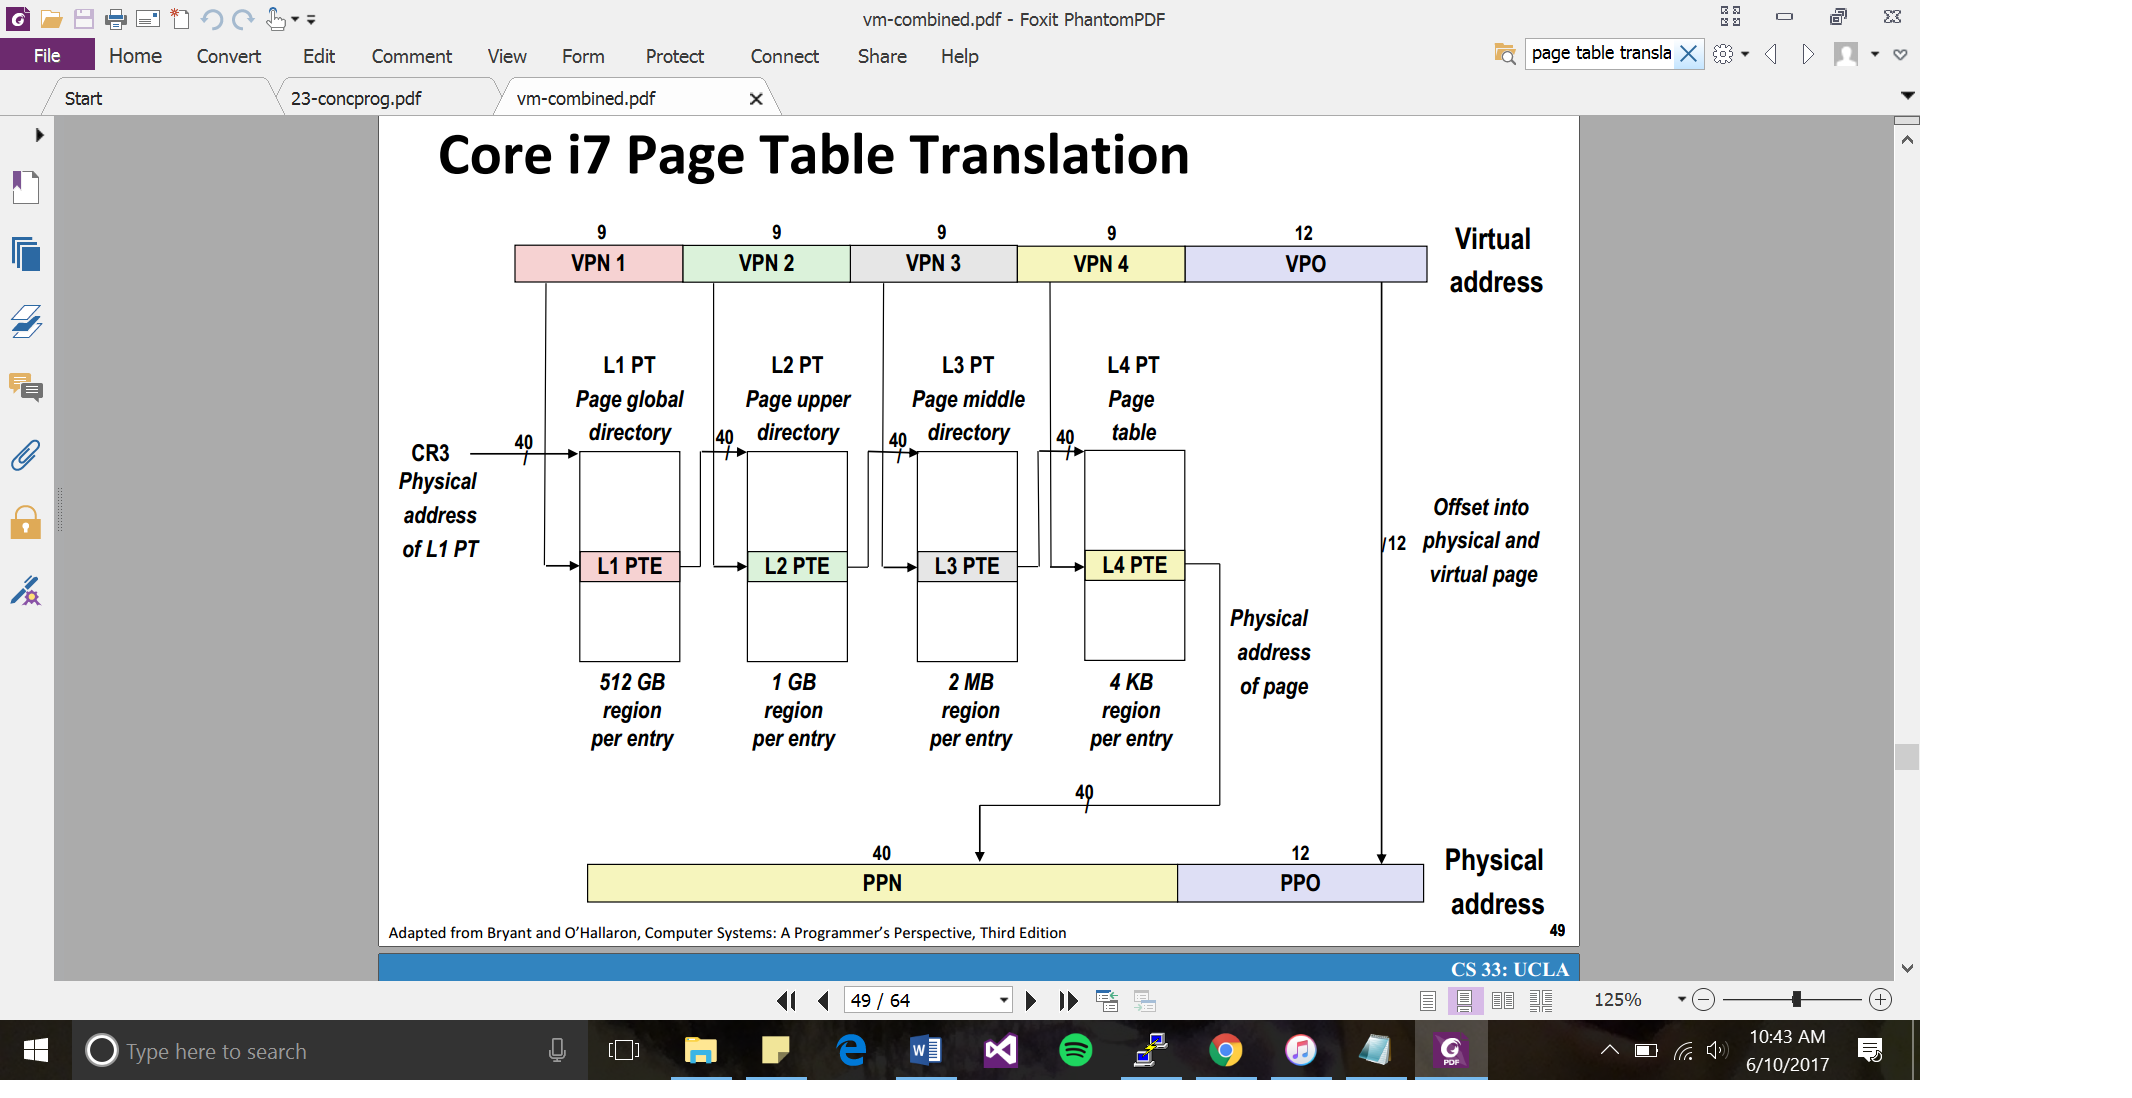 vm-combined.pdf - Foxit PhantomPDF
File Home Convert Edit Comment View Form Protect Connect Share Help
page table transla
Start 23-concprog.pdf vm-combined.pdf
Core i7 Page Table Translation
9 9 9 9 12
VPN 1 VPN 2 VPN 3 VPN 4 VPO
Virtual
address
L1 PT L2 PT L3 PT L4 PT
Page global Page upper Page middle Page
directory directory directory table
CR3 40 40 40 40
Physical
address
of L1 PT
L1 PTE L2 PTE L3 PTE L4 PTE
Offset into
/12 physical and
virtual page
Physical
address
of page
512 GB 1 GB 2 MB 4 KB
region region region region
per entry per entry per entry per entry
40
40 12
PPN PPO
Physical
address
Adapted from Bryant and O'Hallaron, Computer Systems: A Programmer's Perspective, Third Edition
49
CS 33: UCLA
49 / 64
125%
Type here to search
PDF
10:43 AM
6/10/2017